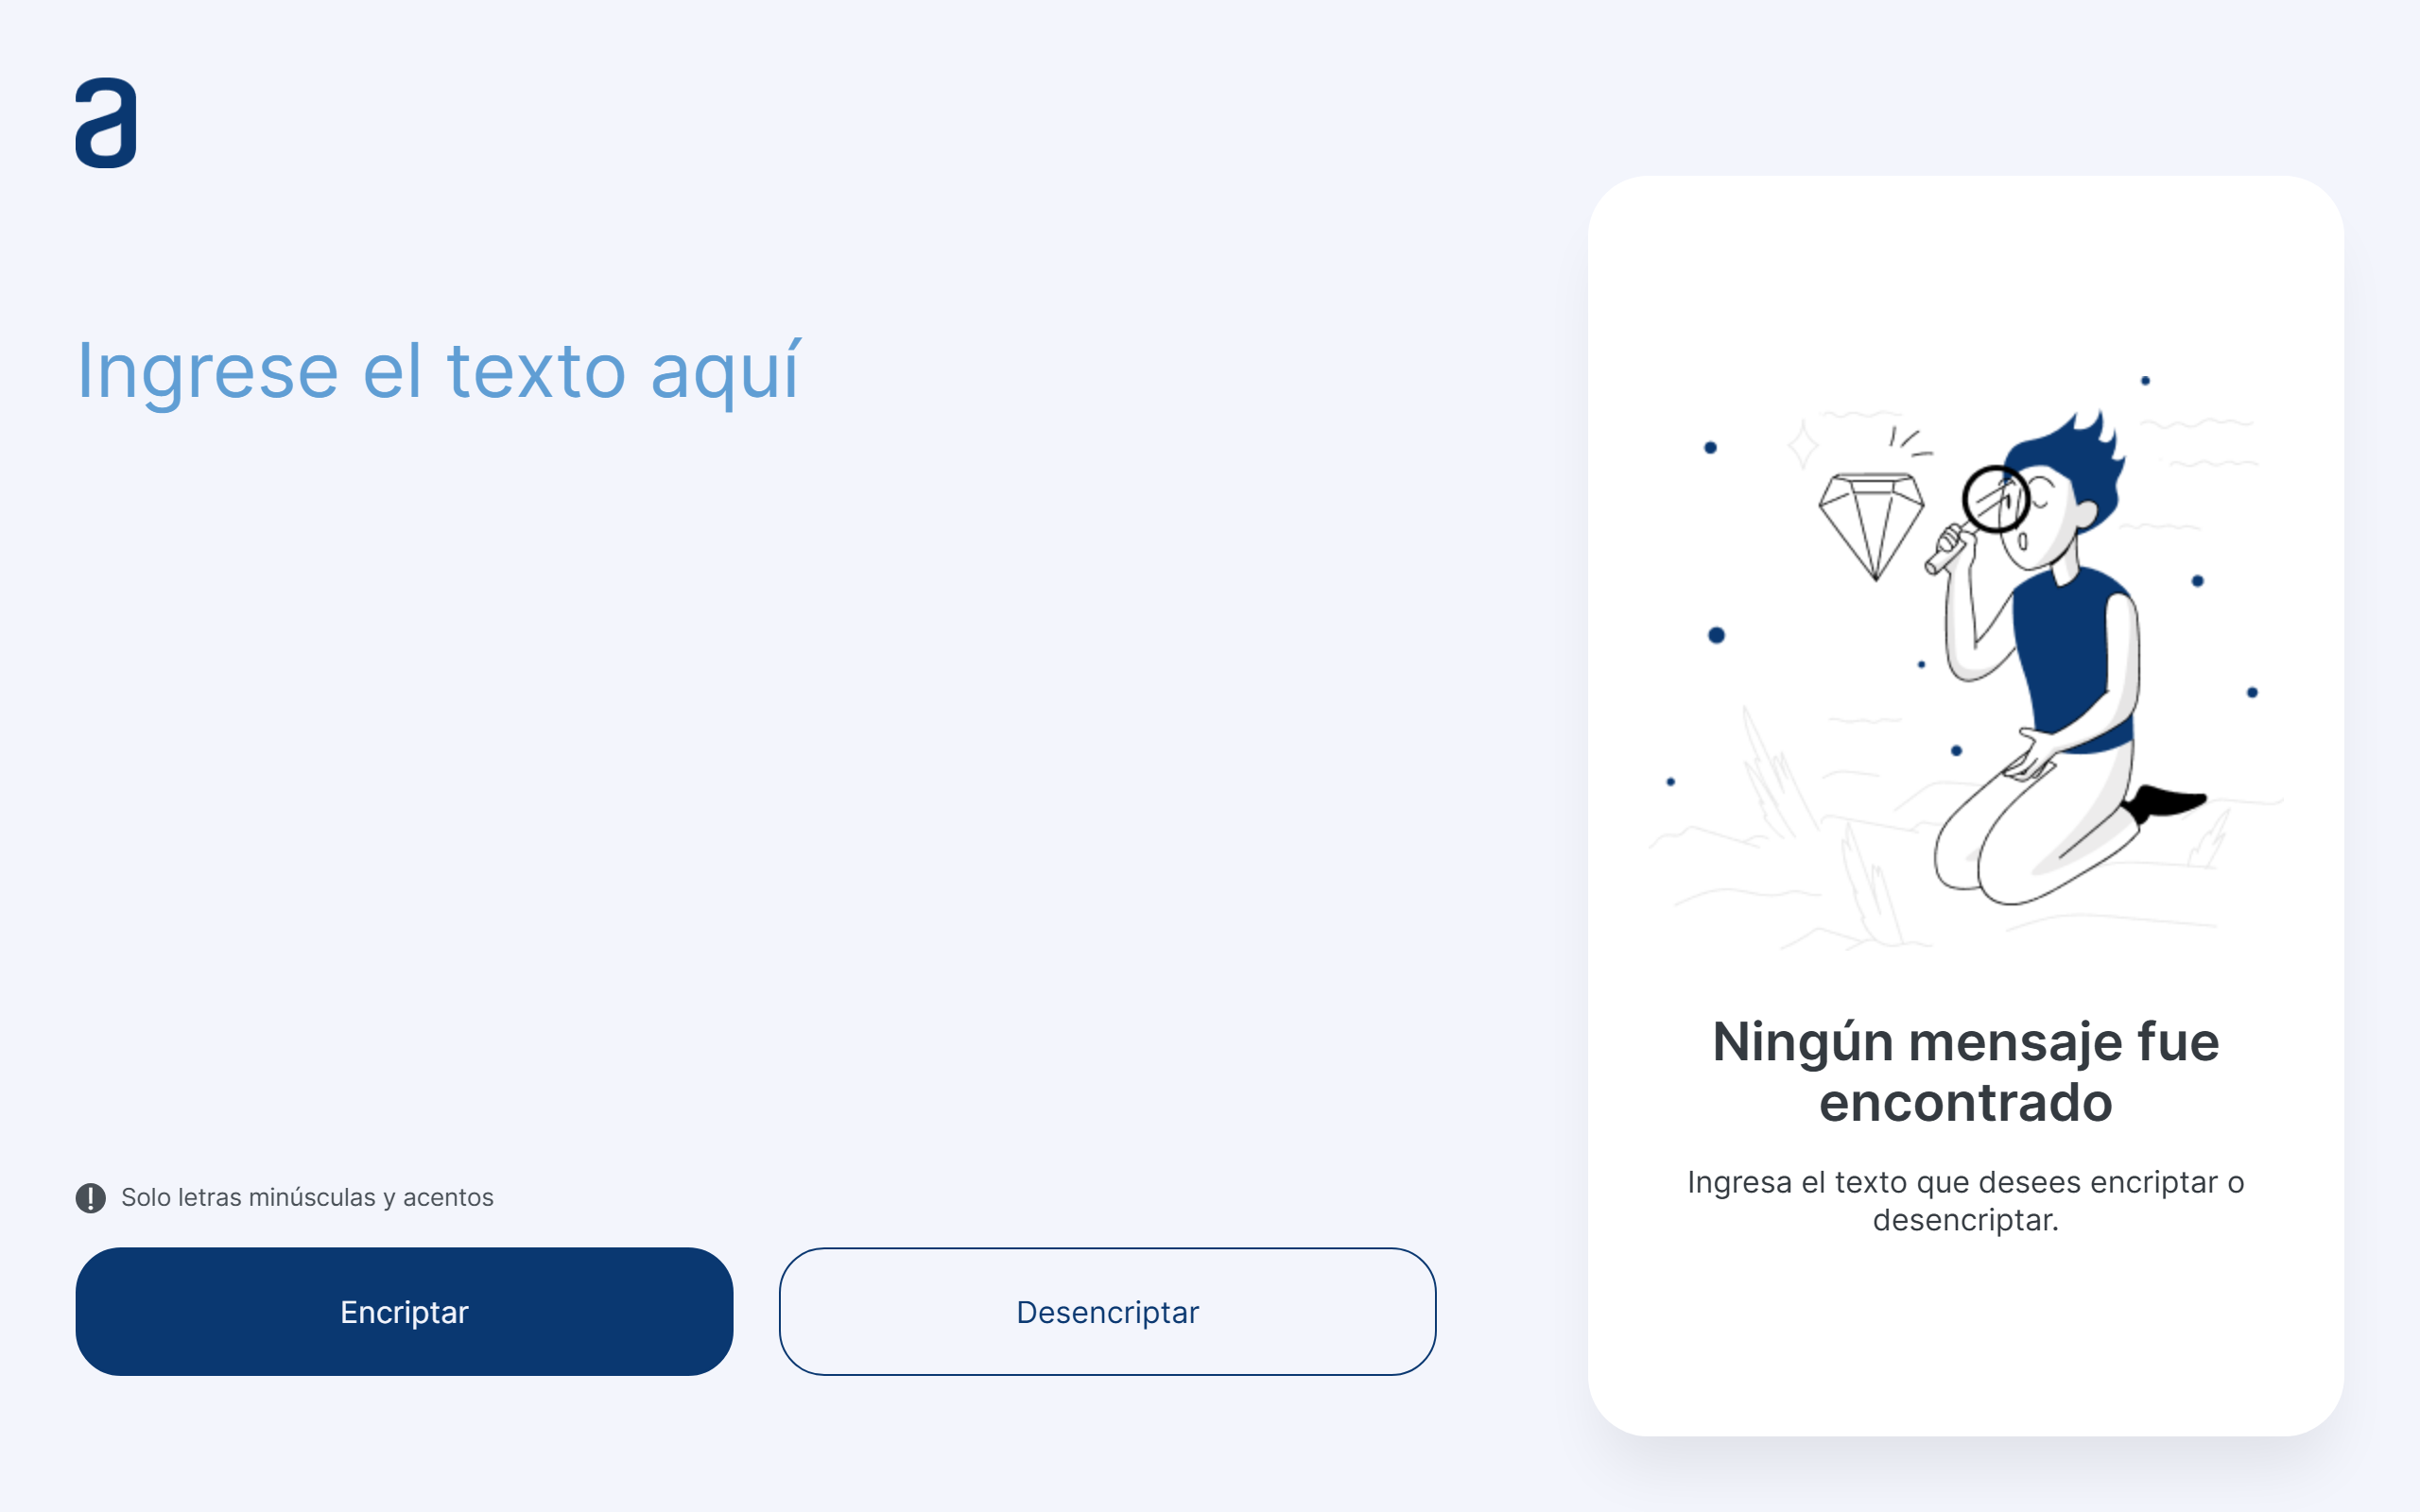 a
Ingrese el texto aquí
Solo letras minúsculas y acentos
Encriptar
Desencriptar
Ningún mensaje fue
encontrado
Ingresa el texto que desees encriptar o
desencriptar.